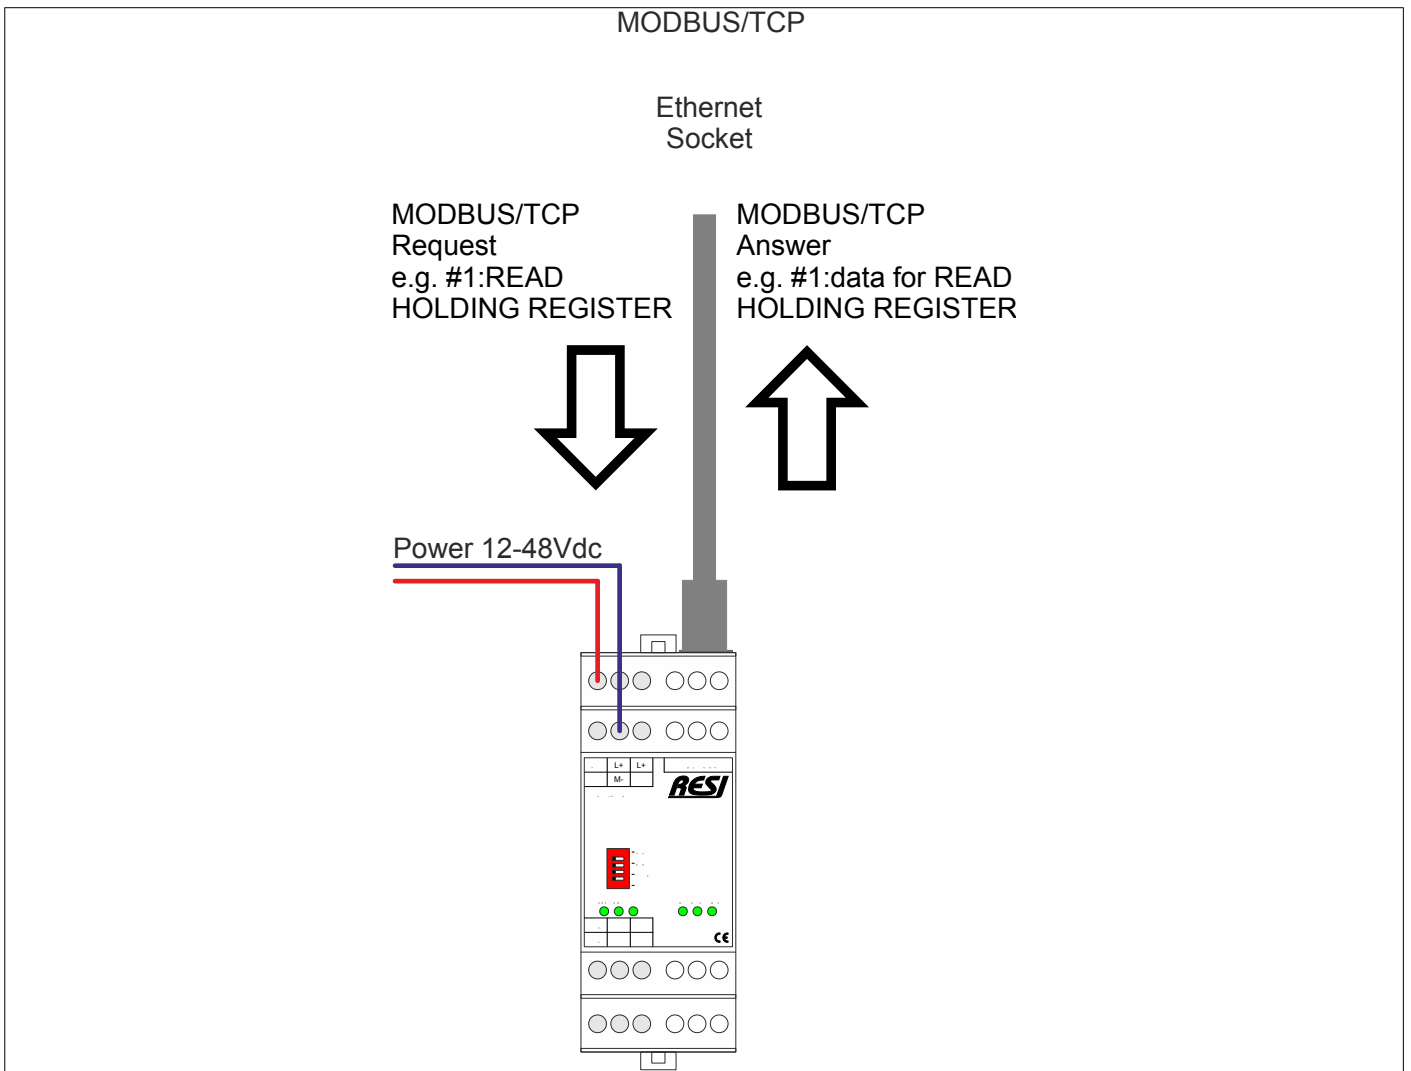 MODBUS/TCP
Ethernet
Socket
MODBUS/TCP
Request
e.g. #1:READ
HOLDING REGISTER
MODBUS/TCP
Answer
e.g. #1:data for READ
HOLDING REGISTER
Power 12-48Vdc
L+ L+
M-
RESI
CE